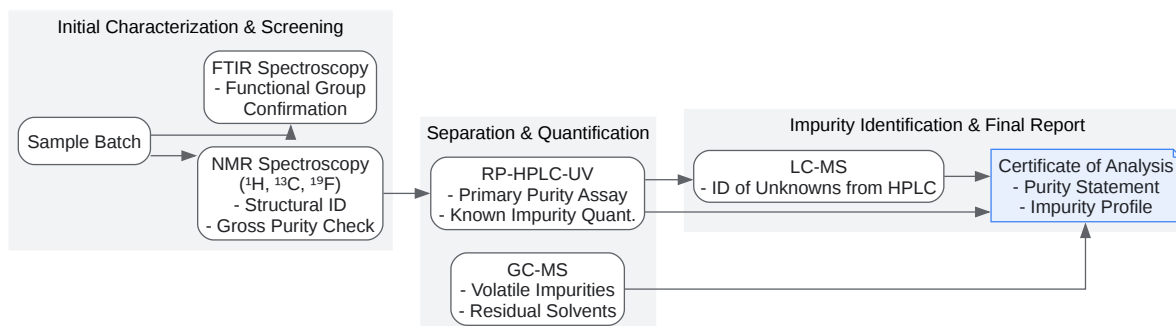 Initial Characterization & Screening
FTIR Spectroscopy
- Functional Group
Confirmation
Sample Batch
NMR Spectroscopy
(¹H, ¹³C, ¹⁹F)
- Structural ID
- Gross Purity Check
Separation & Quantification
RP-HPLC-UV
- Primary Purity Assay
- Known Impurity Quant.
GC-MS
- Volatile Impurities
- Residual Solvents
Impurity Identification & Final Report
LC-MS
- ID of Unknowns from HPLC
Certificate of Analysis
- Purity Statement
- Impurity Profile